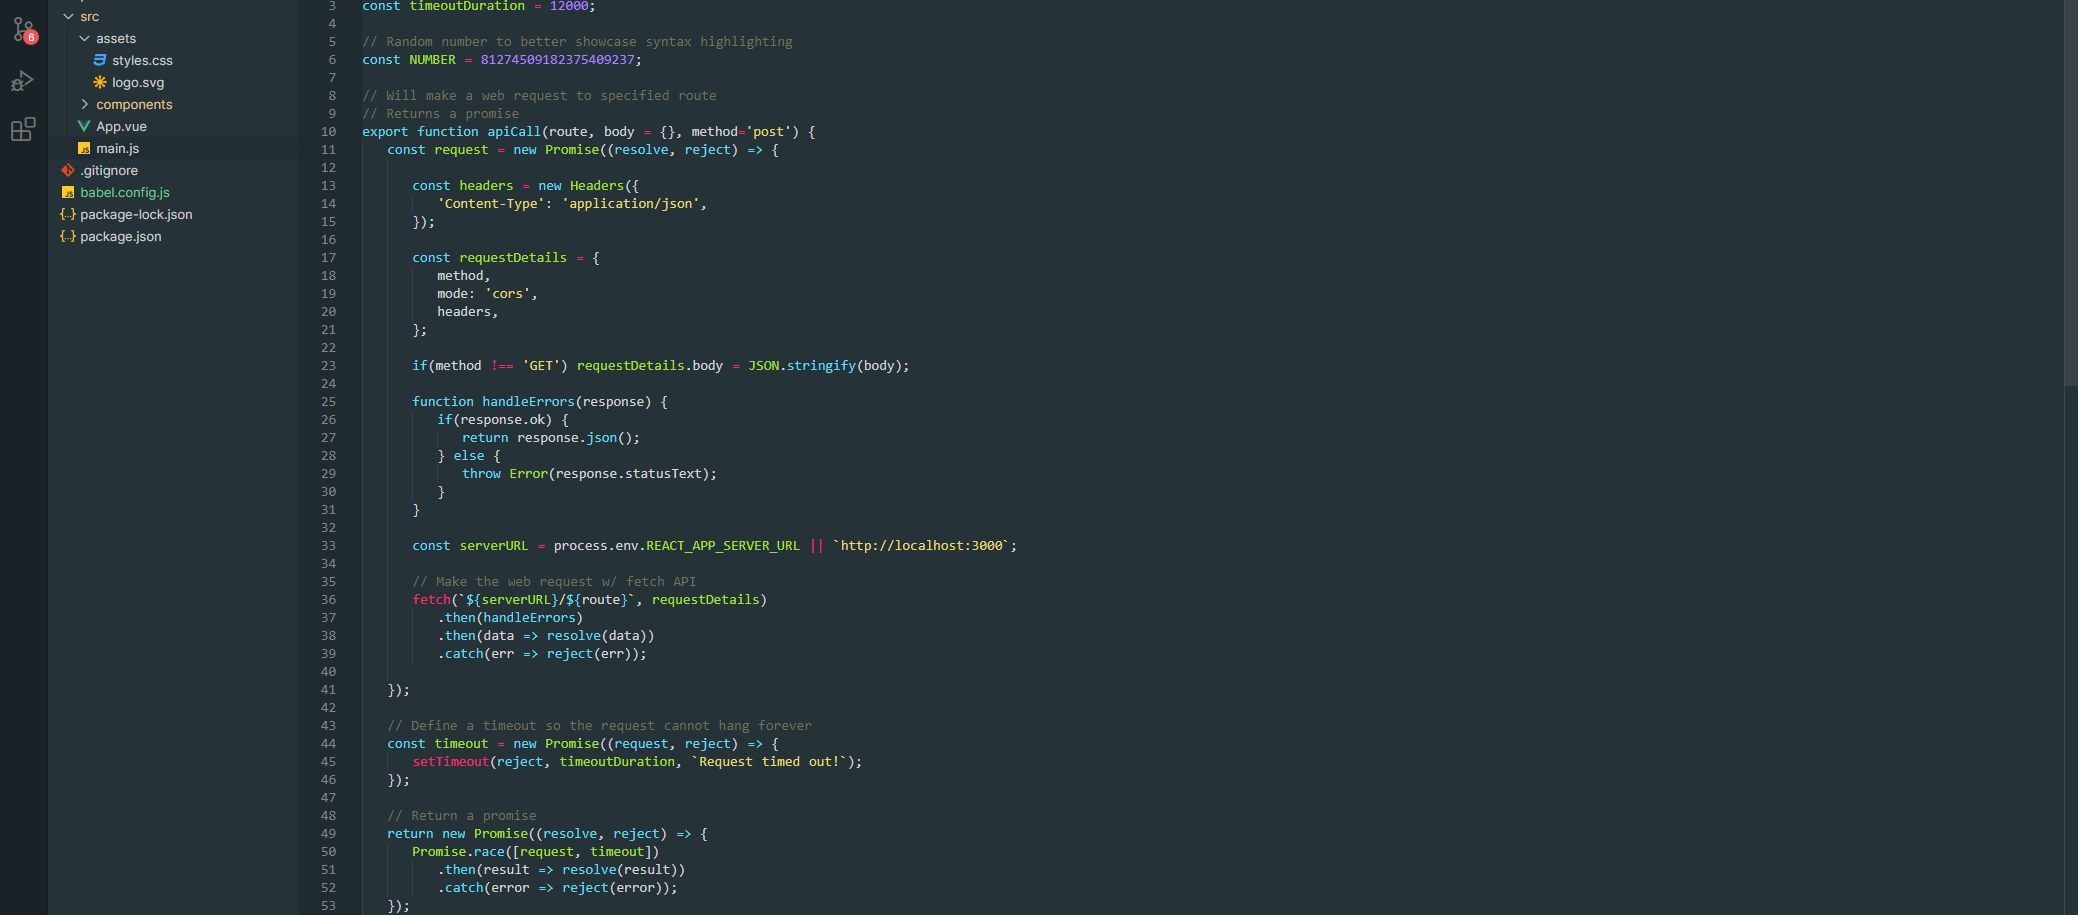 6
src
assets
styles.css
logo.svg
components
App.vue
main.js
.gitignore
babel.config.js
package-lock.json
package.json
3 const timeoutDuration = 12000;
4
5 // Random number to better showcase syntax highlighting
6 const NUMBER = 81274509182375409237;
7
8 // Will make a web request to specified route
9 // Returns a promise
10 export function apiCall(route, body = {}, method='post') {
11 const request = new Promise((resolve, reject) => {
12
13 const headers = new Headers({
14 'Content-Type': 'application/json',
15 });
16
17 const requestDetails = {
18 method,
19 mode: 'cors',
20 headers,
21 };
22
23 if(method !== 'GET') requestDetails.body = JSON.stringify(body);
24
25 function handleErrors(response) {
26 if(response.ok) {
27 return response.json();
28 } else {
29 throw Error(response.statusText);
30 }
31 }
32
33 const serverURL = process.env.REACT_APP_SERVER_URL || `http://localhost:3000`;
34
35 // Make the web request w/ fetch API
36 fetch(`${serverURL}/${route}`, requestDetails)
37 .then(handleErrors)
38 .then(data => resolve(data))
39 .catch(err => reject(err));
40
41 });
42
43 // Define a timeout so the request cannot hang forever
44 const timeout = new Promise((request, reject) => {
45 setTimeout(reject, timeoutDuration, `Request timed out!`);
46 });
47
48 // Return a promise
49 return new Promise((resolve, reject) => {
50 Promise.race([request, timeout])
51 .then(result => resolve(result))
52 .catch(error => reject(error));
53 });